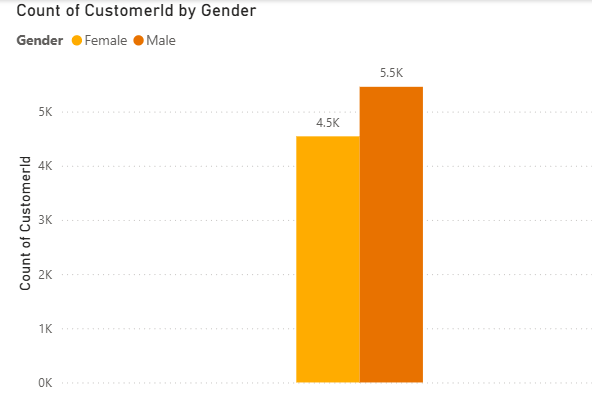 Count of CustomerId by Gender
Gender Female Male
5.5K
5K
4.5K
4K
3K
2K
1K
0K
Count of CustomerId